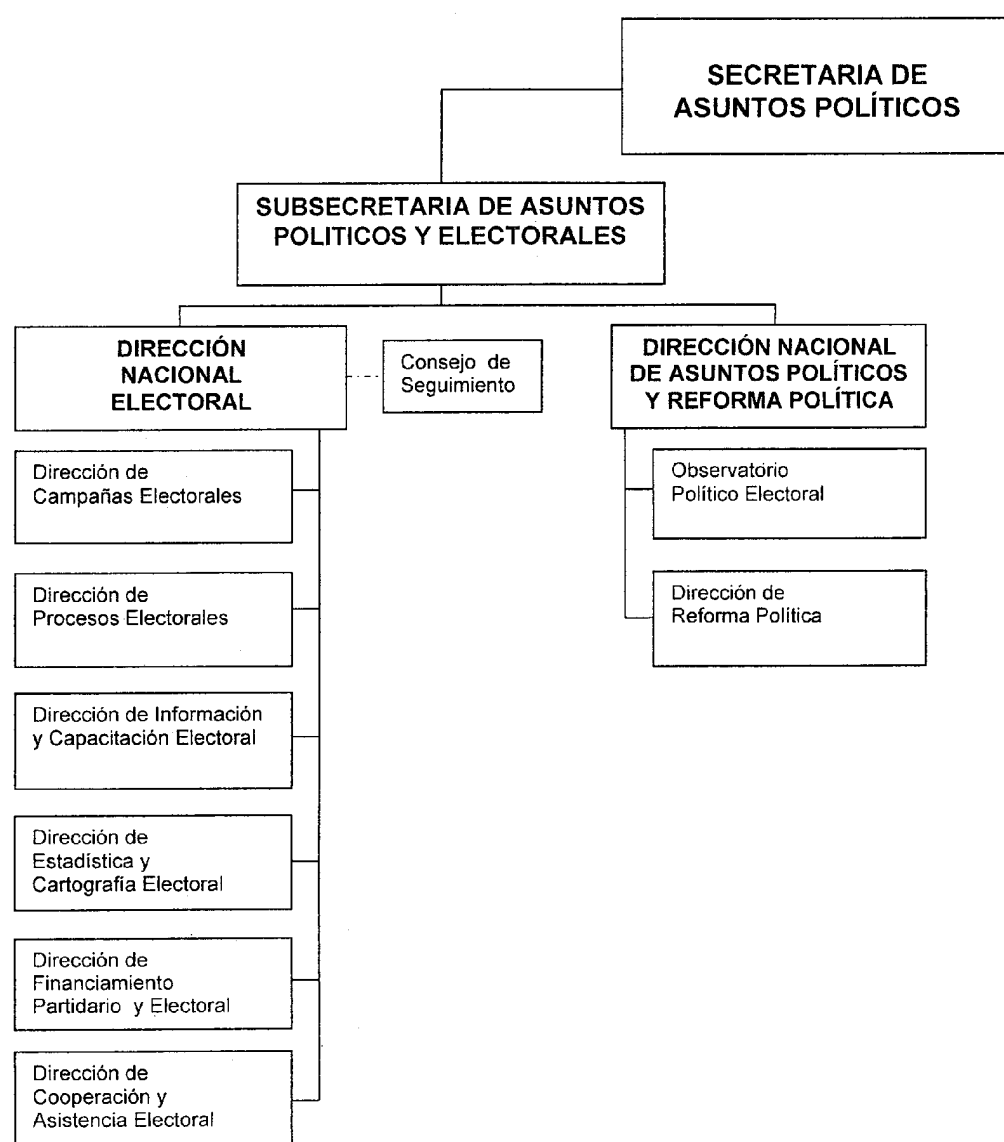 SECRETARIA DE
ASUNTOS POLÍTICOS
SUBSECRETARIA DE ASUNTOS
POLITICOS Y ELECTORALES
DIRECCIÓN
NACIONAL
ELECTORAL
Consejo de
Seguimiento
DIRECCIÓN NACIONAL
DE ASUNTOS POLÍTICOS
Y REFORMA POLÍTICA
Dirección de
Campañas Electorales
Dirección de
Procesos Electorales
Dirección de Información
y Capacitación Electoral
Dirección de
Estadística y
Cartografía Electoral
Dirección de
Financiamiento
Partidario y Electoral
Dirección de
Cooperación y
Asistencia Electoral
Observatorio
Político Electoral
Dirección de
Reforma Política